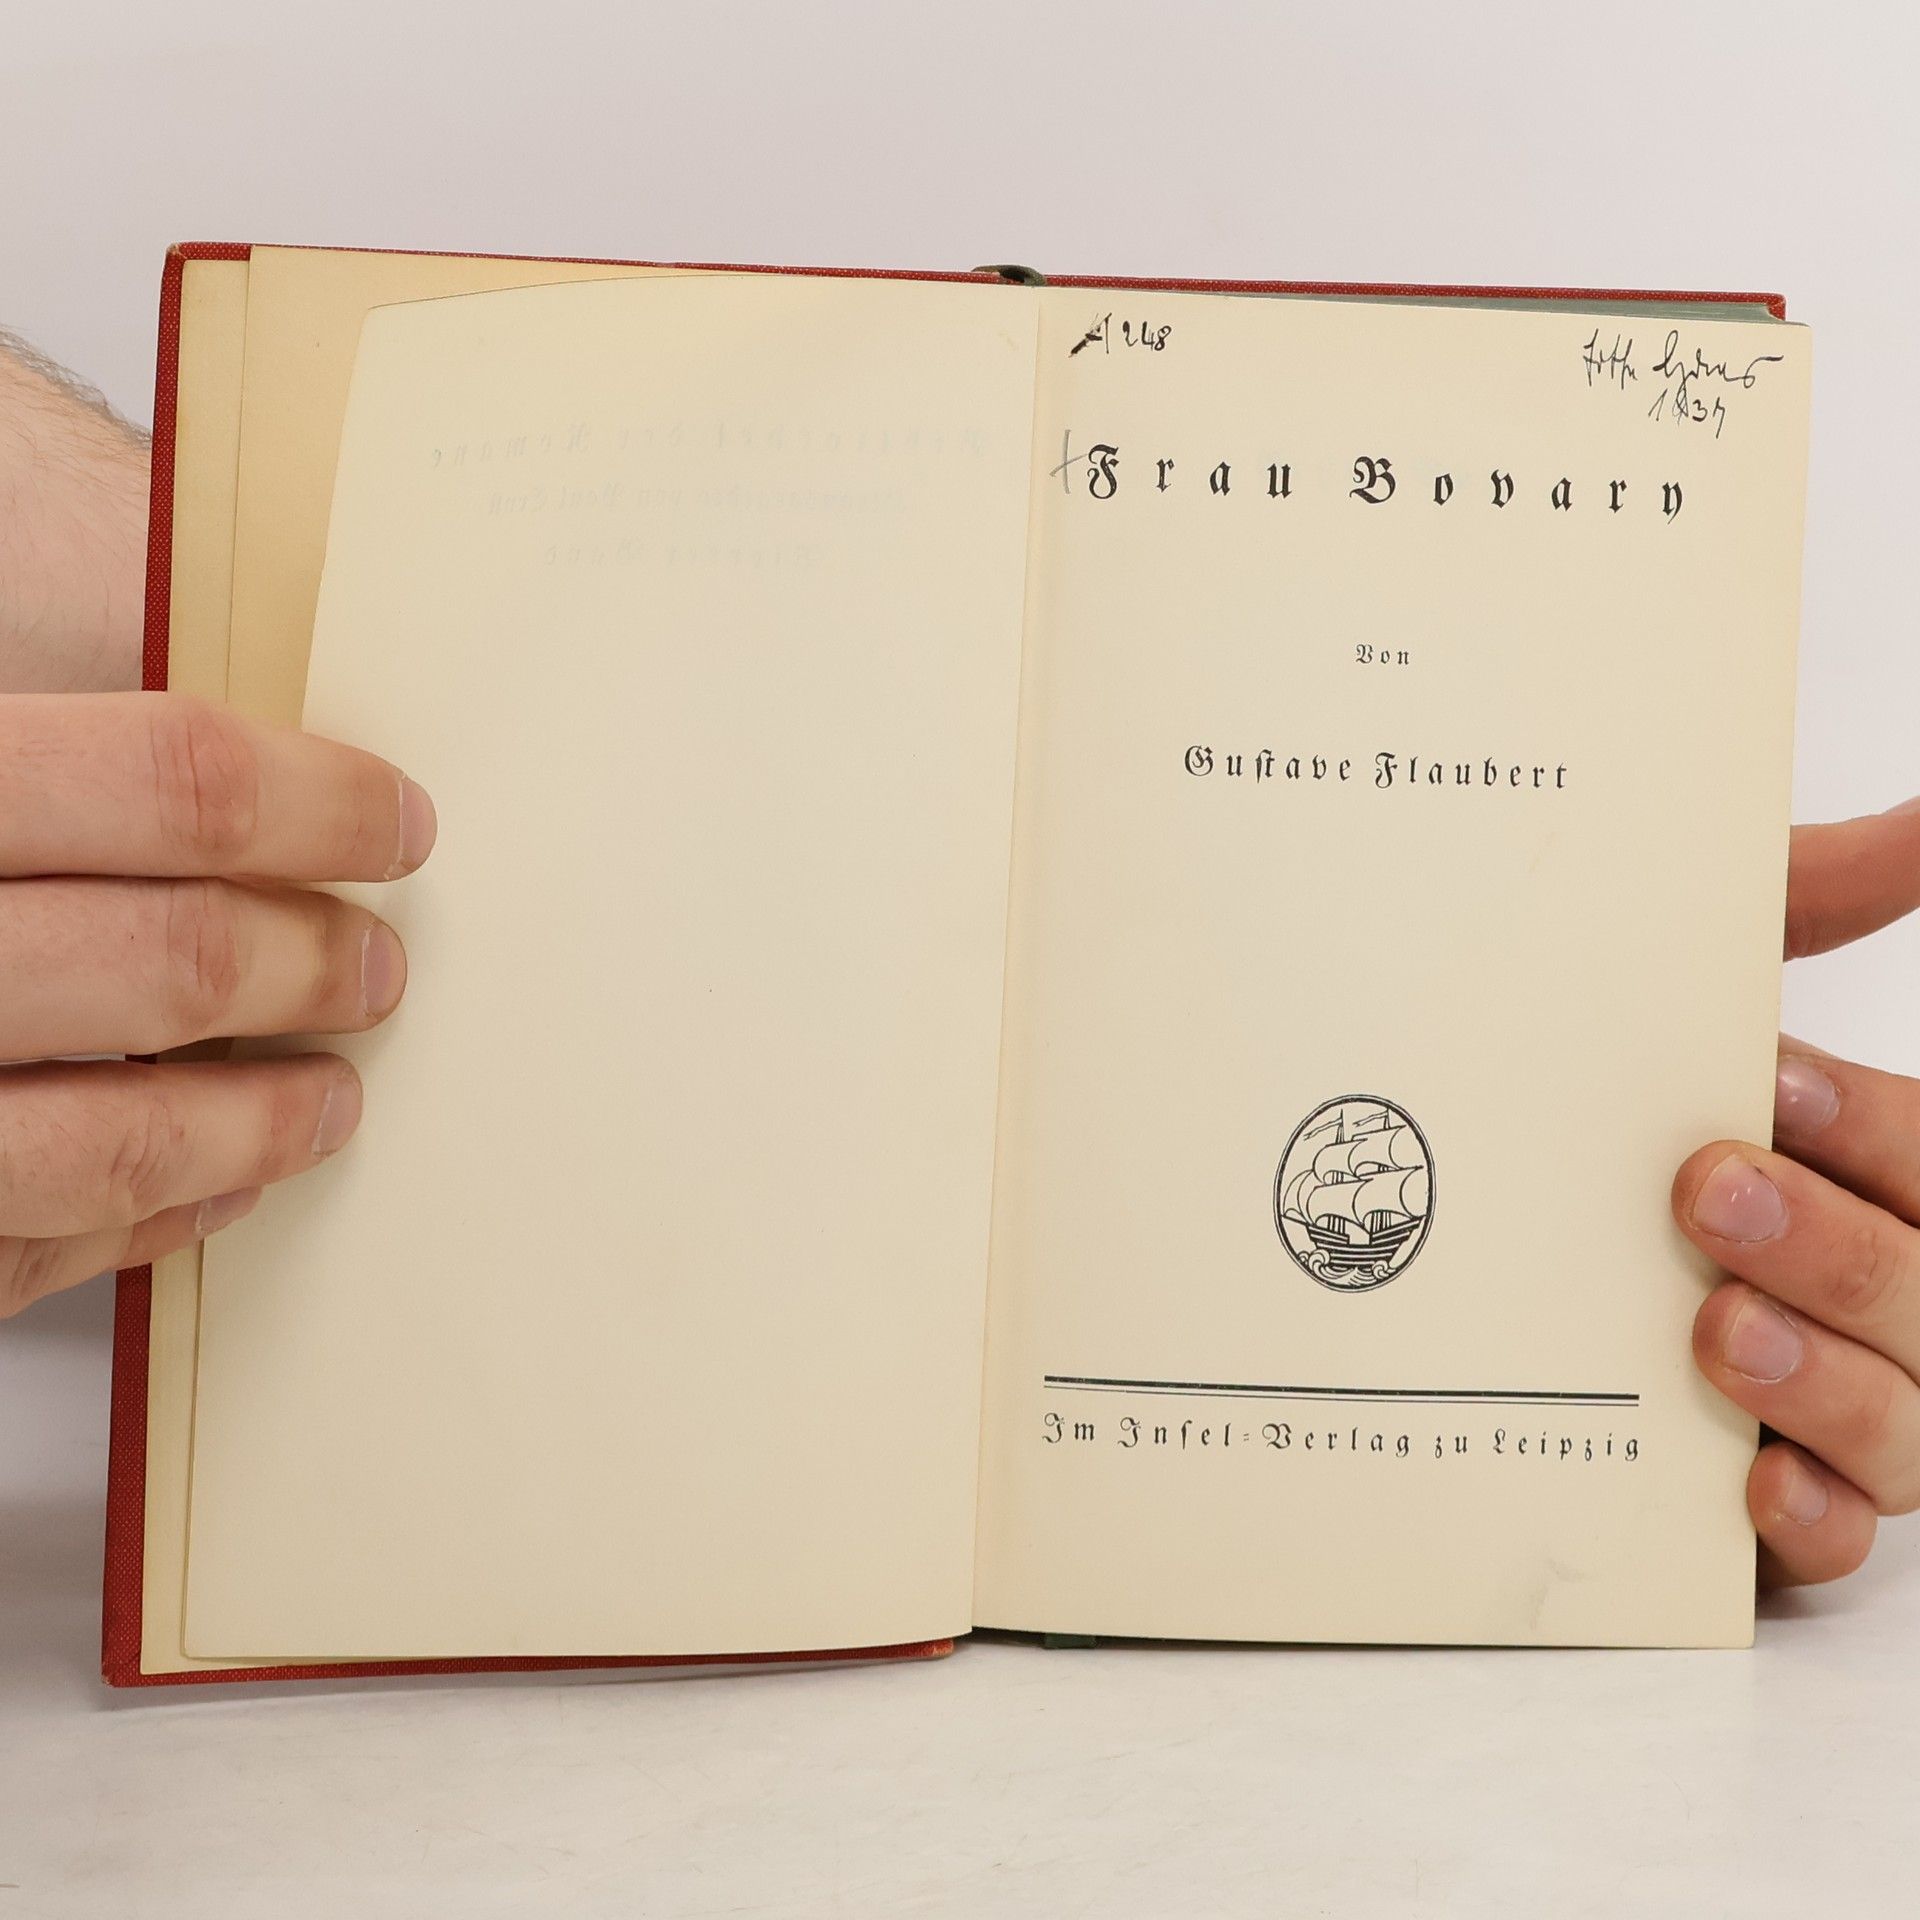 248
1937
Frau Bovary
Von
Gustave Flaubert
Im Insel-Verlag zu Leipzig